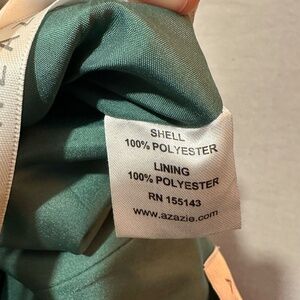 SHELL
100% POLYESTER
LINING
100% POLYESTER
RN 155143
www.azazie.com